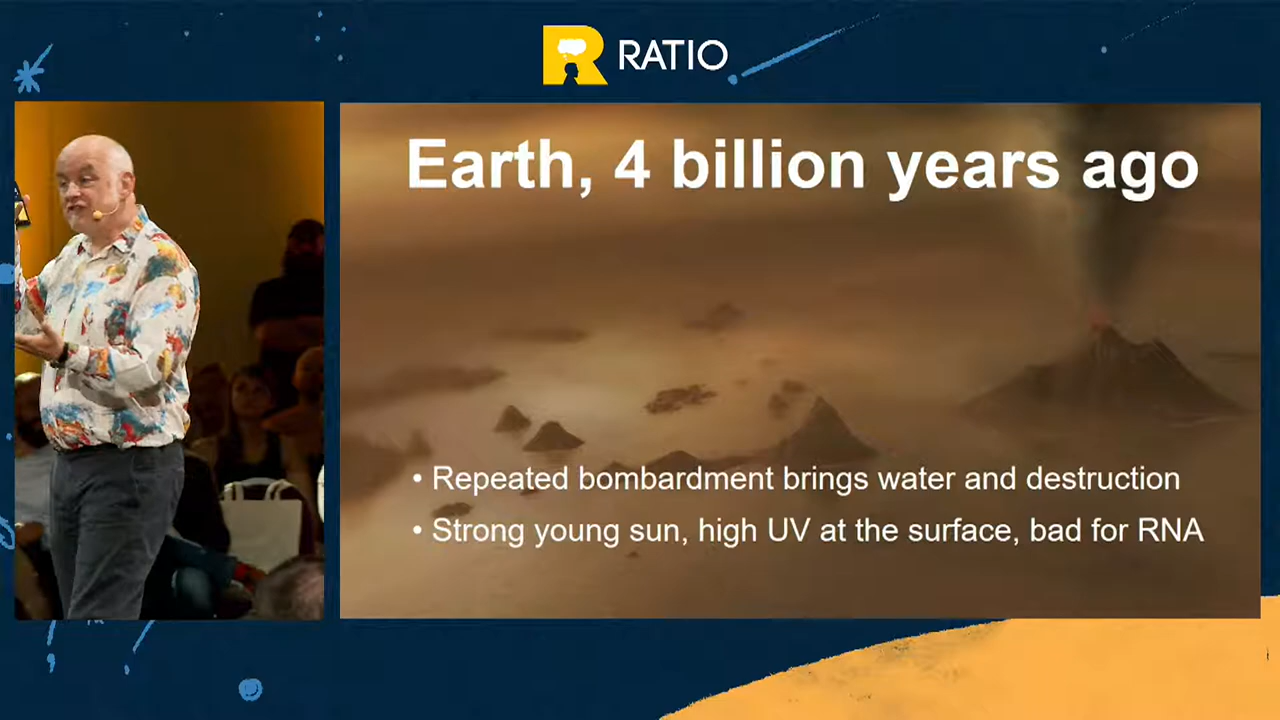 RATIO
Earth, 4 billion years ago
• Repeated bombardment brings water and destruction
• Strong young sun, high UV at the surface, bad for RNA